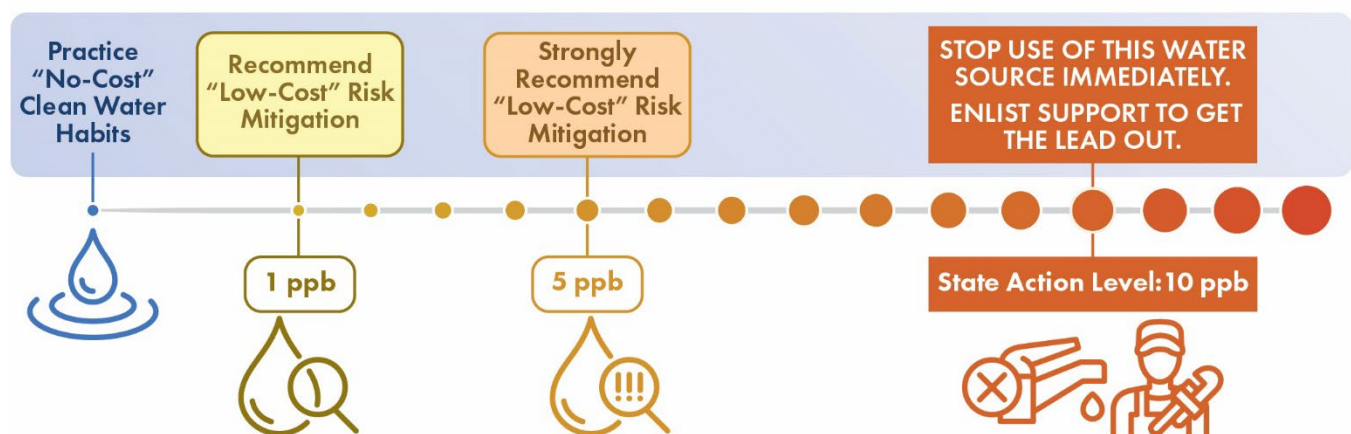 Practice
“No-Cost”
Clean Water
Habits
Recommend
“Low-Cost” Risk
Mitigation
Strongly
Recommend
“Low-Cost” Risk
Mitigation
STOP USE OF THIS WATER
SOURCE IMMEDIATELY.
ENLIST SUPPORT TO GET
THE LEAD OUT.
1 ppb
5 ppb
!!!
State Action Level:10 ppb